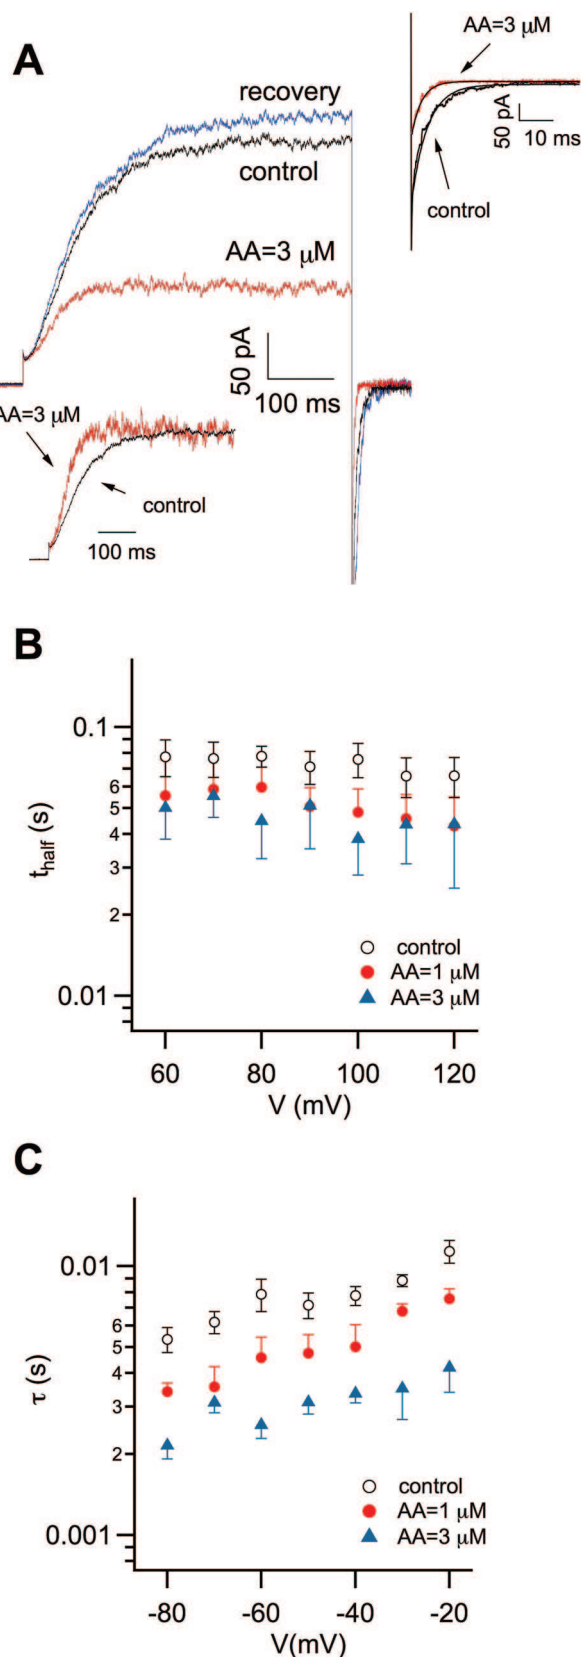 A
AA=3 μM
50 pA
10 ms
control
recovery
control
AA=3 μM
50 pA
100 ms
AA=3 μM
control
100 ms
B
0.1
6
5
4
3
2
0.01
t_half (s)
control
AA=1 μM
AA=3 μM
60 80 100 120
V (mV)
C
0.01
6
5
4
3
2
0.001
τ (s)
control
AA=1 μM
AA=3 μM
-80 -60 -40 -20
V(mV)